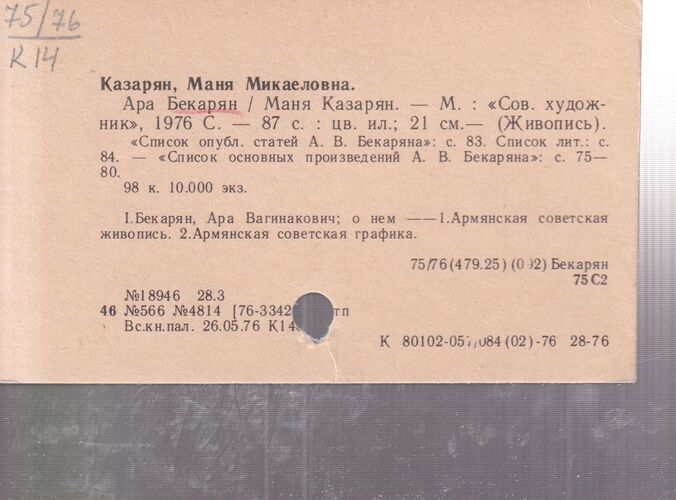 75/76
К14
Казарян, Маня Микаеловна.
Ара Бекарян / Маня Казарян. — М. : «Сов. худож-
ник», 1976 С. — 87 с. : цв. ил.; 21 см.— (Живопись).
«Список опубл. статей А. В. Бекаряна»: с. 83. Список лит.: с.
84. — «Список основных произведений А. В. Бекаряна»: с. 75—
80.
98 к. 10.000 экз.
I.Бекарян, Ара Вагинакович; о нем ——1.Армянская советская
живопись. 2.Армянская советская графика.
75/76(479.25) (092) Бекарян
75С2
№18946 28.3
46 №566 №4814 [76-3342 тп
Вс.кн.пал. 26.05.76 К14
К 80102-057/084(02)-76 28-76